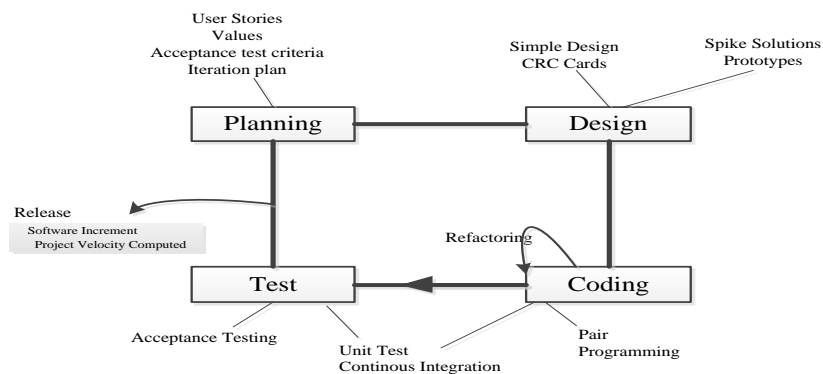 User Stories
Values
Acceptance test criteria
Iteration plan
Simple Design
CRC Cards
Spike Solutions
Prototypes
Planning
Design
Release
Software Increment
Project Velocity Computed
Refactoring
Test
Coding
Acceptance Testing
Unit Test
Continous Integration
Pair
Programming